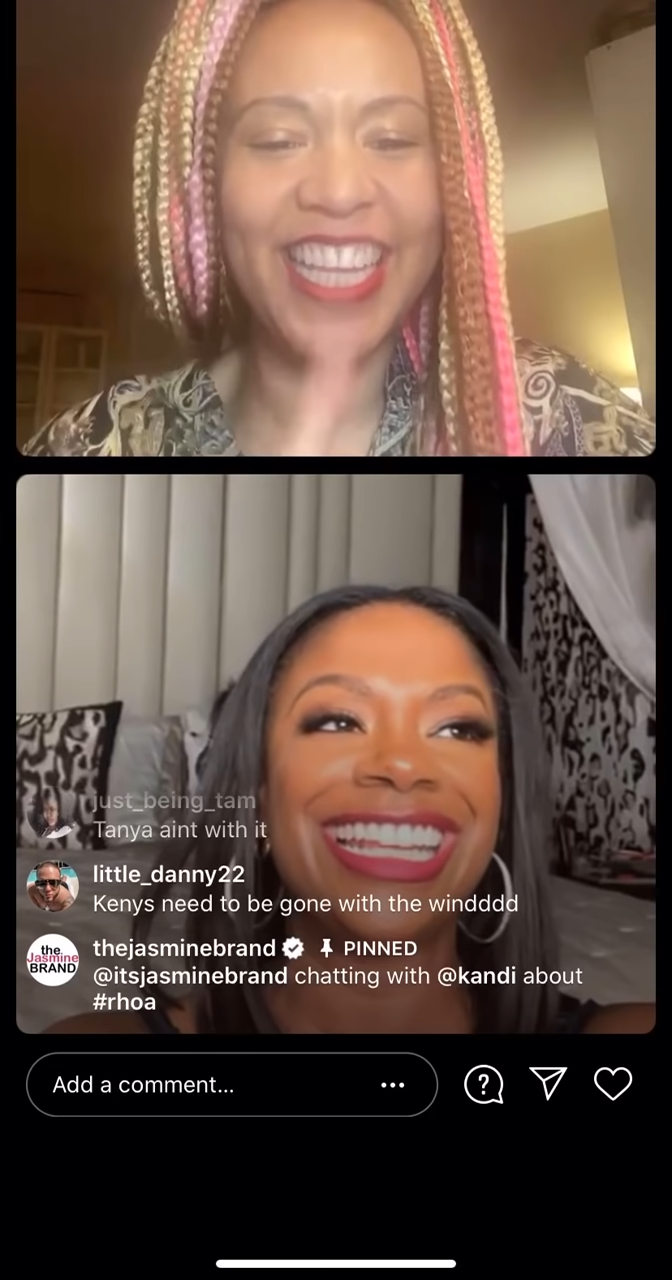 just_being_tam
Tanya aint with it
little_danny22
Kenys need to be gone with the windddd
the
Jasmine
BRAND
thejasminebrand PINNED
@itsjasminebrand chatting with @kandi about
#rhoa
Add a comment...
?